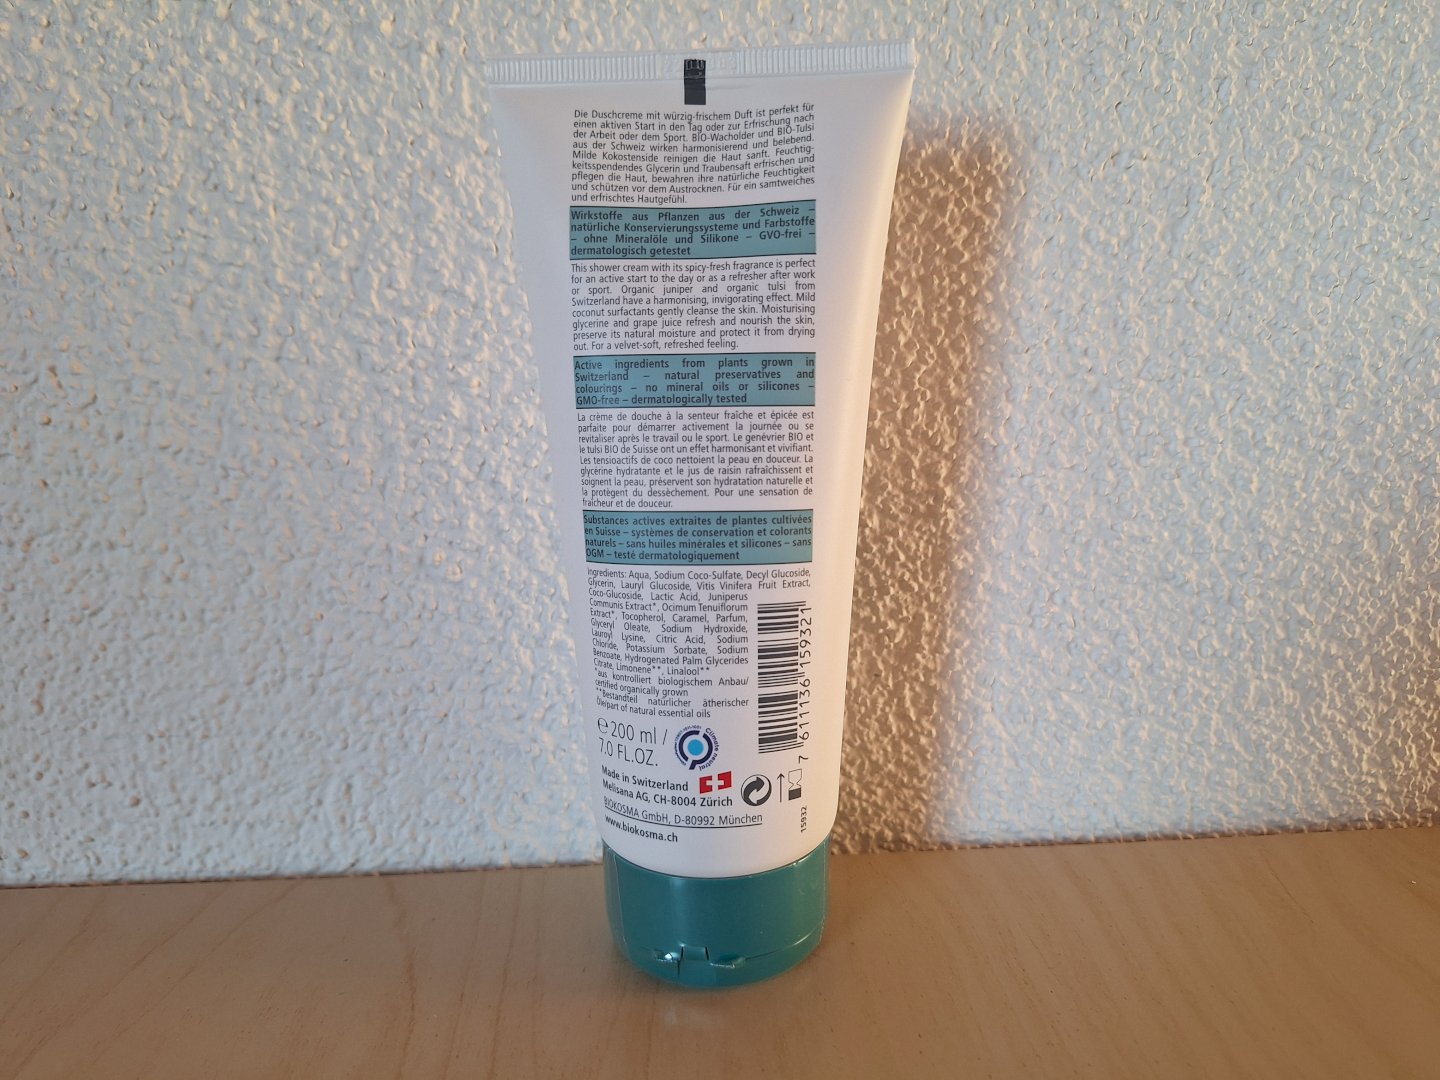 Die Duschcreme mit würzig-frischem Duft ist perfekt für
einen aktiven Start in den Tag oder zur Erfrischung nach
der Arbeit oder dem Sport. BIO-Wacholder und BIO-Tulsi
aus der Schweiz wirken harmonisierend und belebend.
Milde Kokostenside reinigen die Haut sanft. Feuchtig-
keitsspendendes Glycerin und Traubensaft erfrischen und
pflegen die Haut, bewahren ihre natürliche Feuchtigkeit
und schützen vor dem Austrocknen. Für ein samtweiches
und erfrischtes Hautgefühl.
Wirkstoffe aus Pflanzen aus der Schweiz –
natürliche Konservierungssysteme und Farbstoffe
– ohne Mineralöle und Silikone – GVO-frei –
dermatologisch getestet
This shower cream with its spicy-fresh fragrance is perfect
for an active start to the day or as a refresher after work
or sport. Organic juniper and organic tulsi from
Switzerland have a harmonising, invigorating effect. Mild
coconut surfactants gently cleanse the skin. Moisturising
glycerine and grape juice refresh and nourish the skin,
preserve its natural moisture and protect it from drying
out. For a velvet-soft, refreshed feeling.
Active ingredients from plants grown in
Switzerland – natural preservatives and
colourings – no mineral oils or silicones –
GMO-free – dermatologically tested
La crème de douche à la senteur fraîche et épicée est
parfaite pour démarrer activement la journée ou se
revitaliser après le travail ou le sport. Le genévrier BIO et
le tulsi BIO de Suisse ont un effet harmonisant et vivifiant.
Les tensioactifs de coco nettoient la peau en douceur. La
glycérine hydratante et le jus de raisin rafraîchissent et
soignent la peau, préservent son hydratation naturelle et
la protègent du dessèchement. Pour une sensation de
fraîcheur et de douceur.
Substances actives extraites de plantes cultivées
en Suisse – systèmes de conservation et colorants
naturels – sans huiles minérales et silicones – sans
OGM – testé dermatologiquement
Ingredients: Aqua, Sodium Coco-Sulfate, Decyl Glucoside,
Glycerin, Lauryl Glucoside, Vitis Vinifera Fruit Extract,
Coco-Glucoside, Lactic Acid, Juniperus
Communis Extract*, Ocimum Tenuiflorum
Extract*, Tocopherol, Caramel, Parfum,
Glyceryl Oleate, Sodium Hydroxide,
Lauroyl Lysine, Citric Acid, Sodium
Chloride, Potassium Sorbate, Sodium
Benzoate, Hydrogenated Palm Glycerides
Citrate, Limonene**, Linalool**
*aus kontrolliert biologischem Anbau/
certified organically grown
**Bestandteil natürlicher ätherischer
Öle/part of natural essential oils
7 611136 159321
℮ 200 ml /
7.0 FL.OZ.
Climate neutral
Made in Switzerland
Melisana AG, CH-8004 Zürich
BIOKOSMA GmbH, D-80992 München
www.biokosma.ch
15932